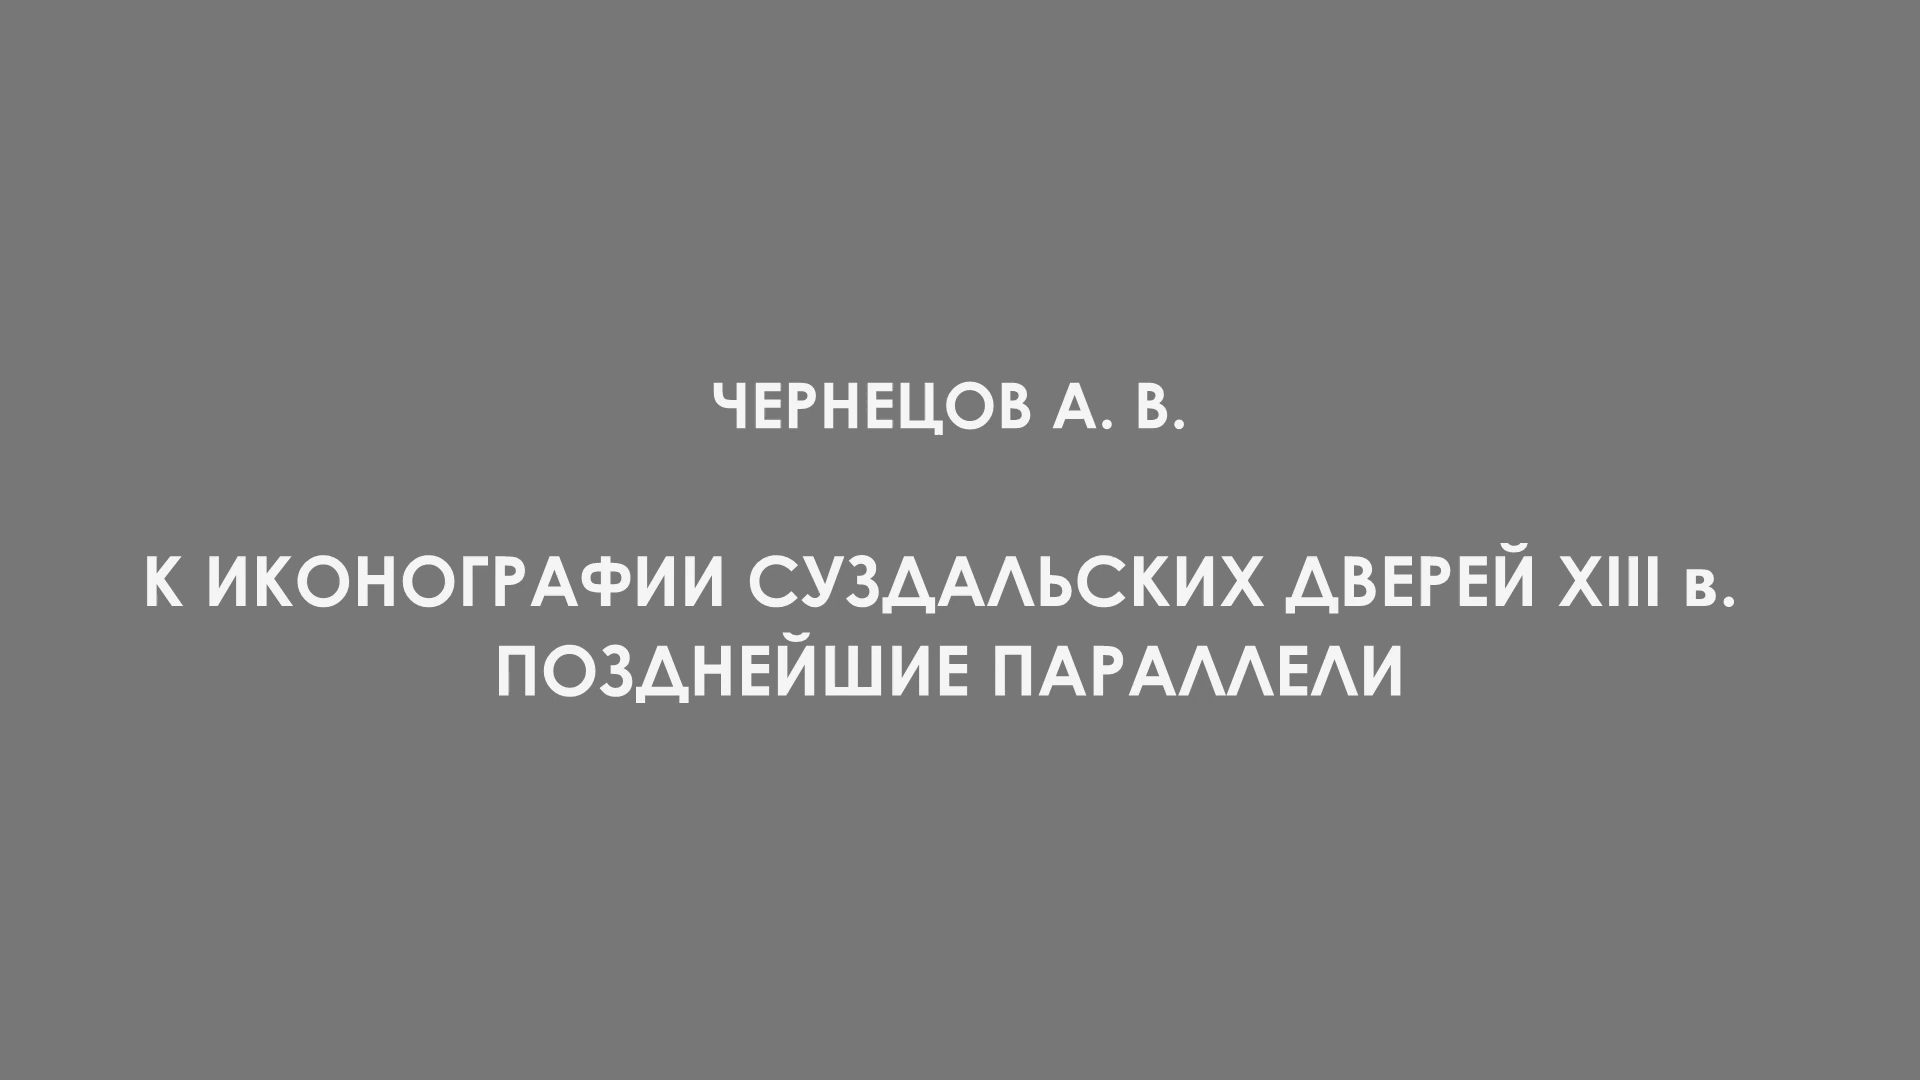 ЧЕРНЕЦОВ А. В.
К ИКОНОГРАФИИ СУЗДАЛЬСКИХ ДВЕРЕЙ XIII в.
ПОЗДНЕЙШИЕ ПАРАЛЛЕЛИ